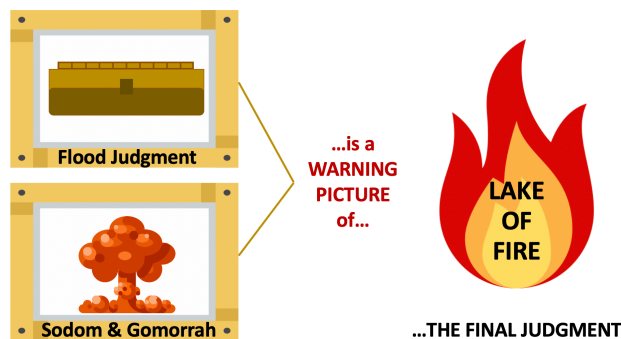 Flood Judgment
Sodom & Gomorrah
...is a
WARNING
PICTURE
of...
LAKE
OF
FIRE
...THE FINAL JUDGMENT